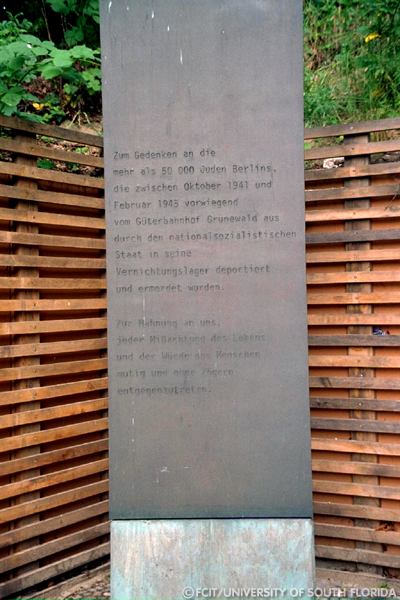 Zum Gedenken an die
mehr als 50 000 Juden Berlins,
die zwischen Oktober 1941 und
Februar 1945 vorwiegend
vom Güterbahnhof Grunewald aus
durch den nationalsozialistischen
Staat in seine
Vernichtungslager deportiert
und ermordet wurden.
Zur Mahnung an uns,
jeder Mißachtung des Lebens
und der Würde des Menschen
mutig und ohne Zögern
entgegenzutreten.
©FCIT/UNIVERSITY OF SOUTH FLORIDA